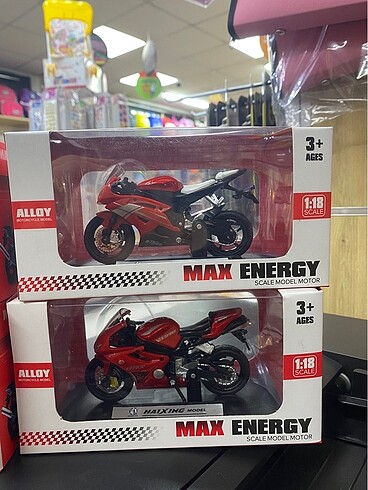 3+
AGES
ALLOY
MOTORCYCLE MODEL
1:18
SCALE
MAX ENERGY
SCALE MODEL MOTOR
3+
AGES
ALLOY
MOTORCYCLE MODEL
1:18
SCALE
HAIXING MODEL
MAX ENERGY
SCALE MODEL MOTOR